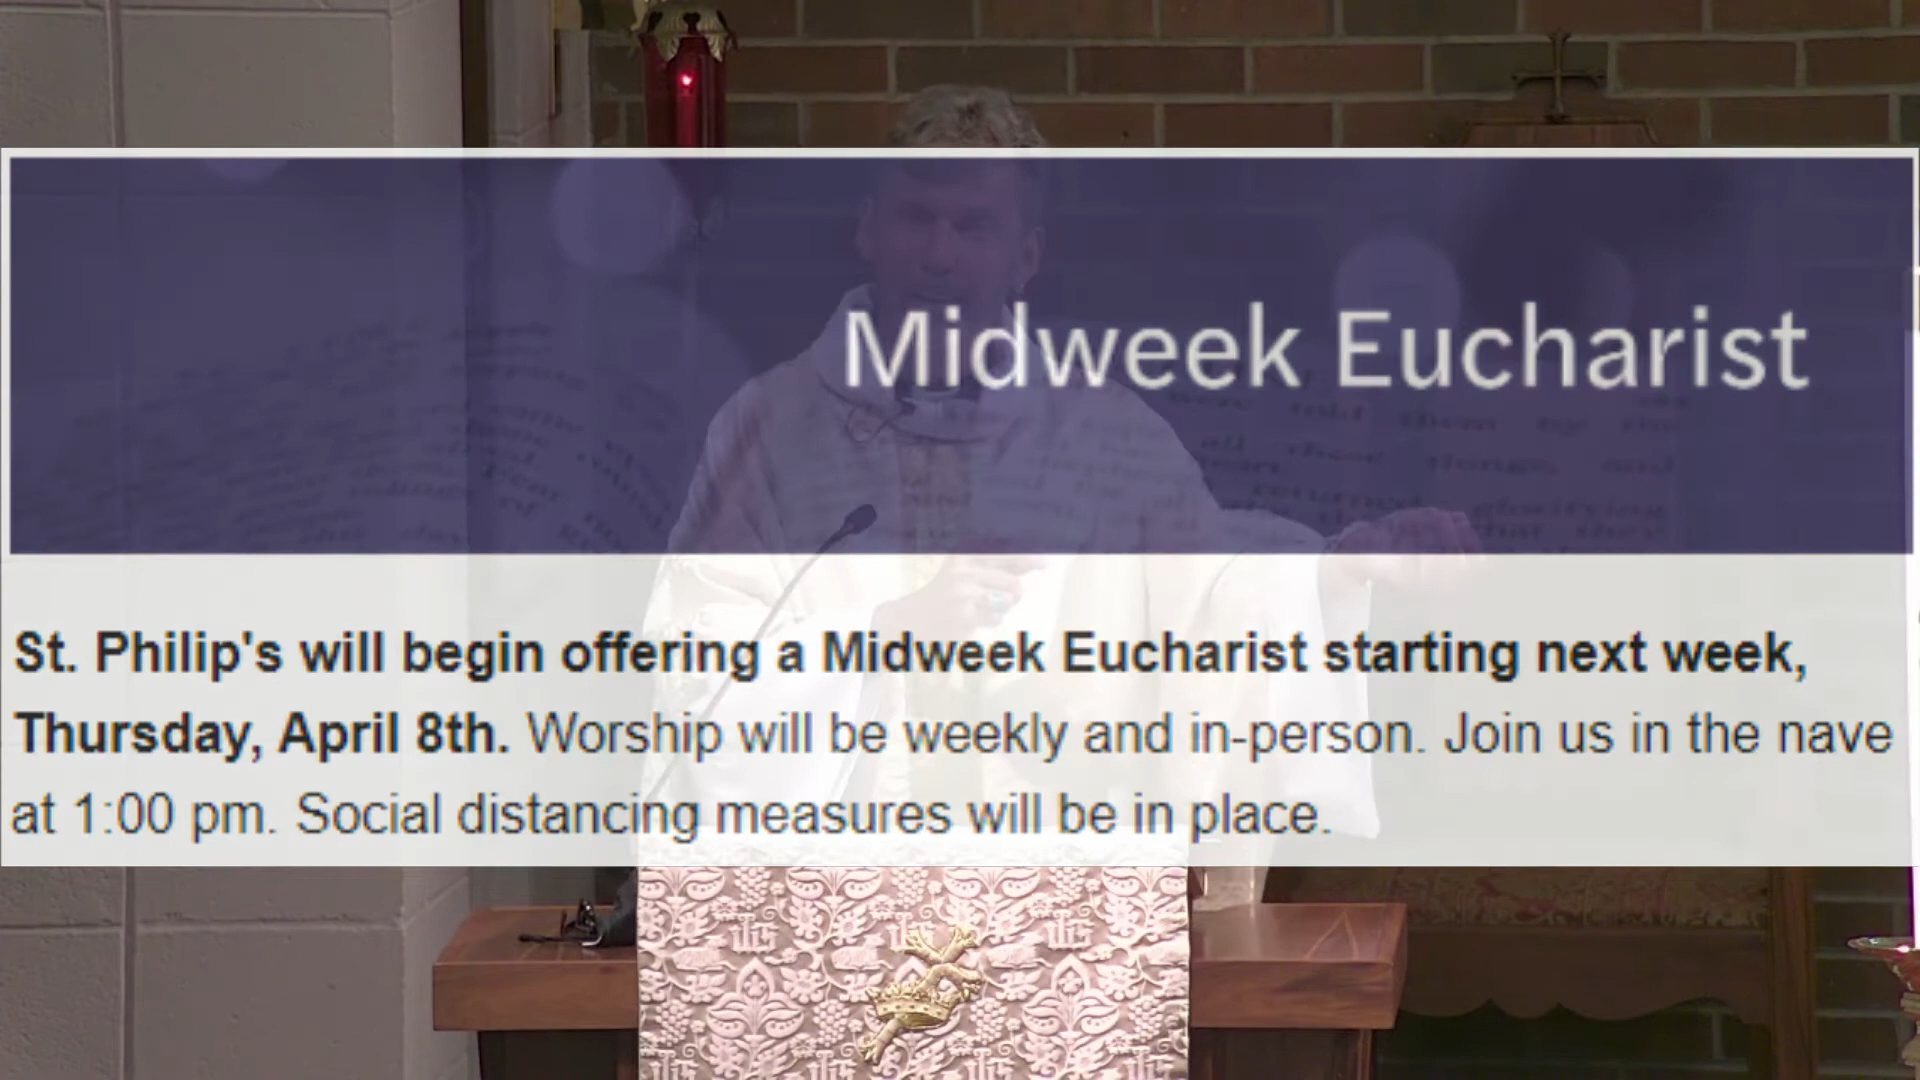 Midweek Eucharist
St. Philip's will begin offering a Midweek Eucharist starting next week,
Thursday, April 8th. Worship will be weekly and in-person. Join us in the nave
at 1:00 pm. Social distancing measures will be in place.